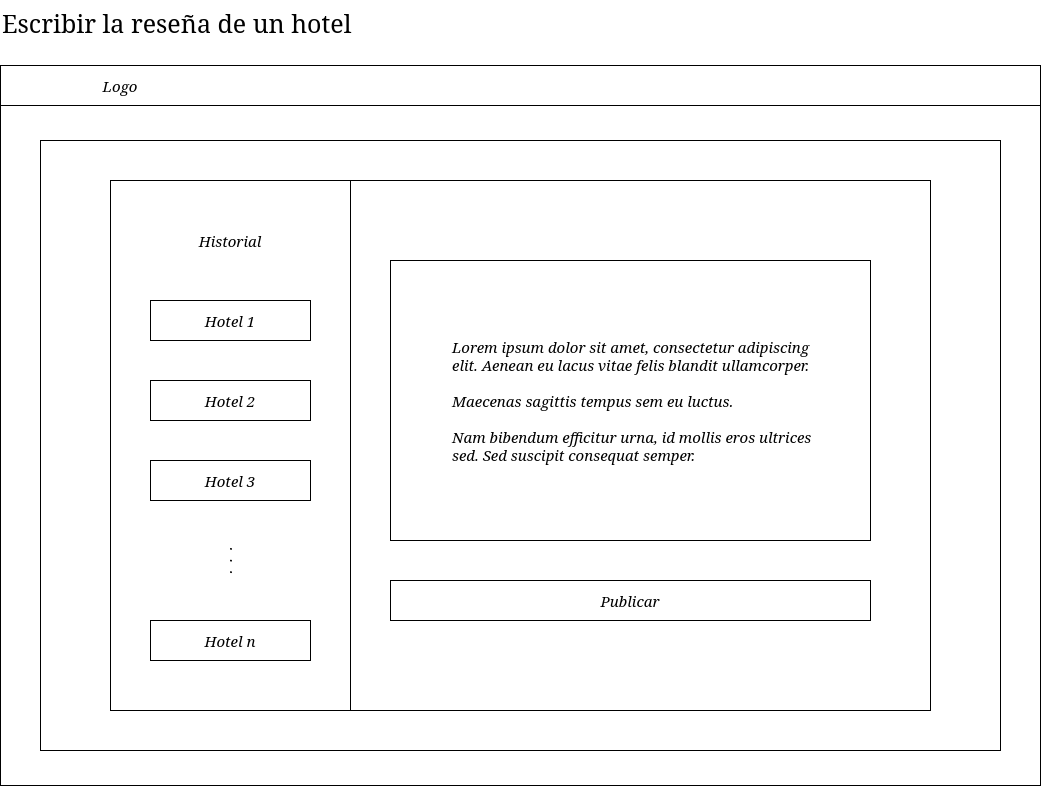 Escribir la reseña de un hotel
Logo
Historial
Hotel 1
Hotel 2
Hotel 3
.
.
.
Hotel n
Lorem ipsum dolor sit amet, consectetur adipiscing
elit. Aenean eu lacus vitae felis blandit ullamcorper.
Maecenas sagittis tempus sem eu luctus.
Nam bibendum efficitur urna, id mollis eros ultrices
sed. Sed suscipit consequat semper.
Publicar